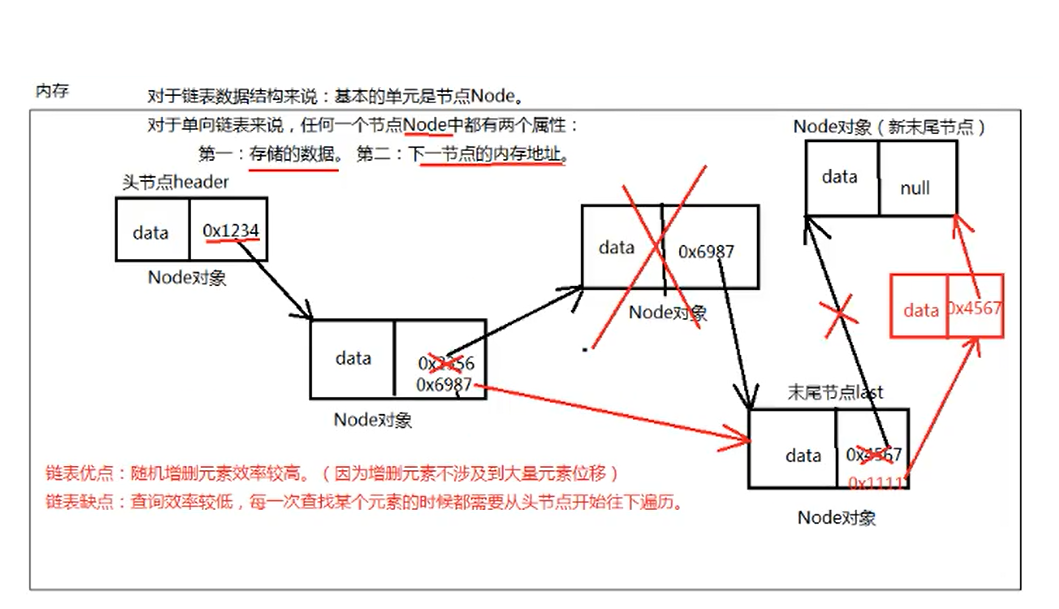 内存
对于链表数据结构来说：基本的单元是节点Node。
对于单向链表来说，任何一个节点Node中都有两个属性：
第一：存储的数据。 第二：下一节点的内存地址。
Node对象（新末尾节点）
data
null
头节点header
data
0x1234
Node对象
data
0x6987
Node对象
data
0x4567
data
0x6987
Node对象
末尾节点last
data
0x4567
0x1111
Node对象
链表优点：随机增删元素效率较高。（因为增删元素不涉及到大量元素位移）
链表缺点：查询效率较低，每一次查找某个元素的时候都需要从头节点开始往下遍历。